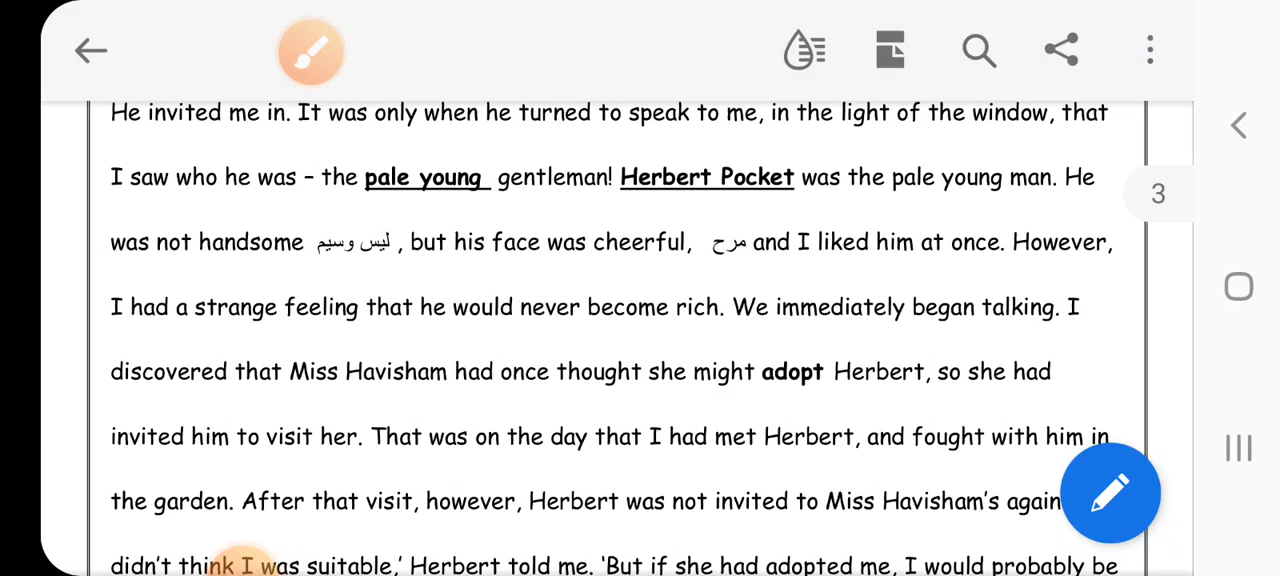 He invited me in. It was only when he turned to speak to me, in the light of the window, that
I saw who he was – the pale young gentleman! Herbert Pocket was the pale young man. He
was not handsome ليس وسيم , but his face was cheerful, مرح and I liked him at once. However,
I had a strange feeling that he would never become rich. We immediately began talking. I
discovered that Miss Havisham had once thought she might adopt Herbert, so she had
invited him to visit her. That was on the day that I had met Herbert, and fought with him in
the garden. After that visit, however, Herbert was not invited to Miss Havisham's again
didn't think I was suitable,' Herbert told me. 'But if she had adopted me, I would probably be
3